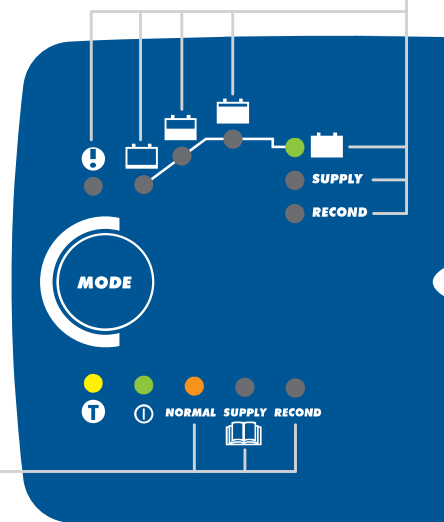 SUPPLY
RECOND
MODE
T
NORMAL SUPPLY RECOND